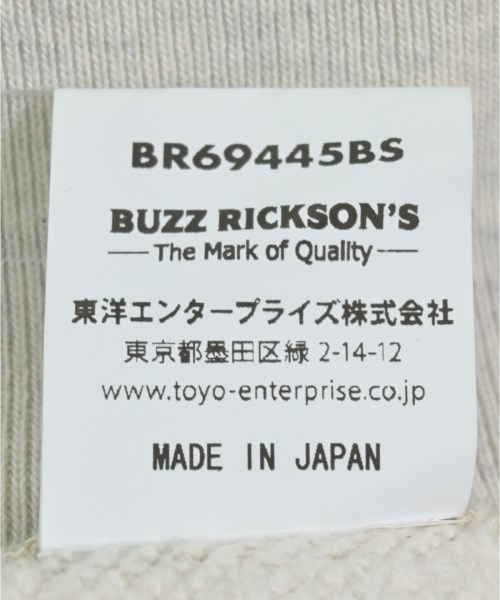 BR69445BS
BUZZ RICKSON'S
The Mark of Quality
東洋エンタープライズ株式会社
東京都墨田区緑 2-14-12
www.toyo-enterprise.co.jp
MADE IN JAPAN